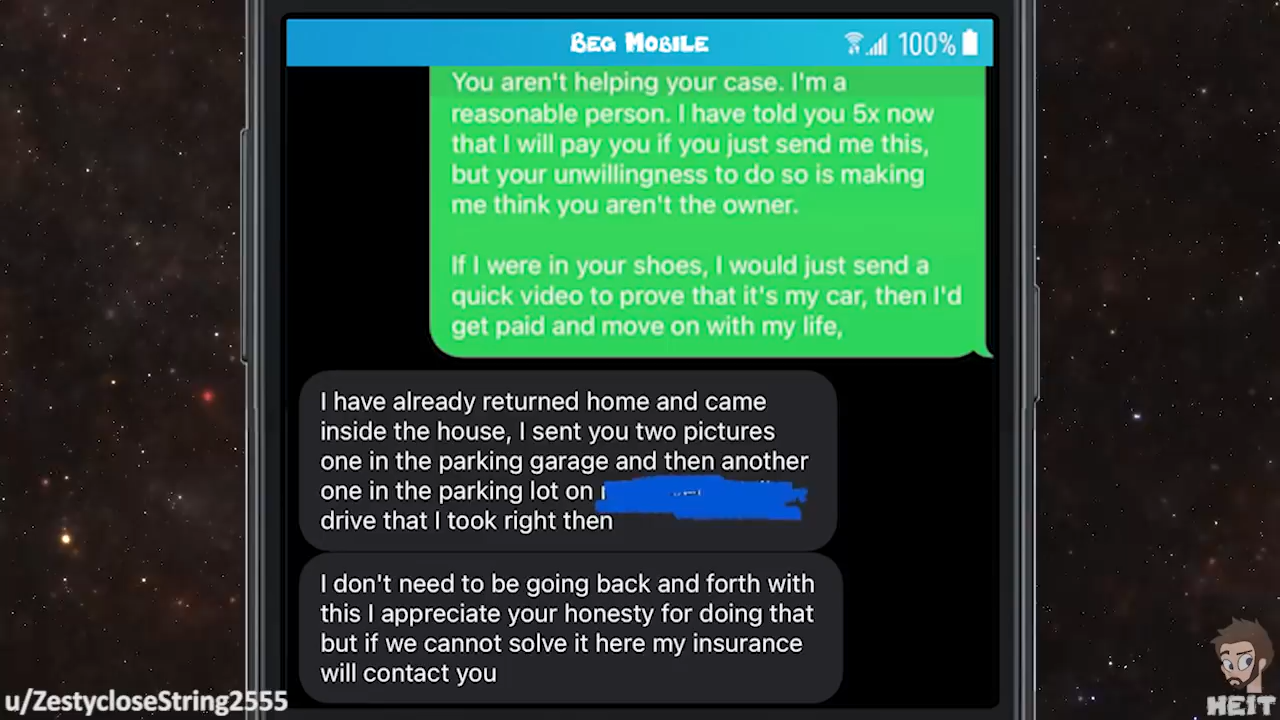 BEG MOBILE
100%
You aren't helping your case. I'm a
reasonable person. I have told you 5x now
that I will pay you if you just send me this,
but your unwillingness to do so is making
me think you aren't the owner.
If I were in your shoes, I would just send a
quick video to prove that it's my car, then I'd
get paid and move on with my life,
I have already returned home and came
inside the house, I sent you two pictures
one in the parking garage and then another
one in the parking lot on
drive that I took right then
I don't need to be going back and forth with
this I appreciate your honesty for doing that
but if we cannot solve it here my insurance
will contact you
u/ZestycloseString2555
HEIT